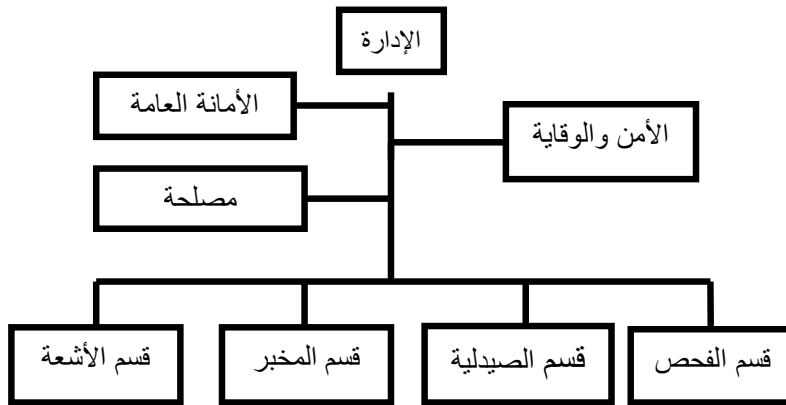 الإدارة
الأمانة العامة
الأمن والوقاية
مصلحة
قسم الفحص
قسم الصيدلية
قسم المخبر
قسم الأشعة